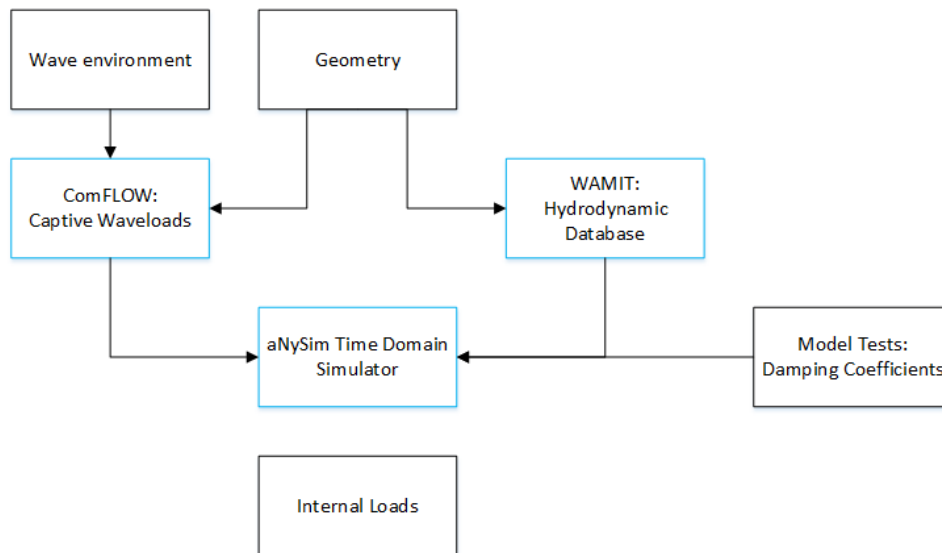 Wave environment
Geometry
ComFLOW:
Captive Waveloads
WAMIT:
Hydrodynamic
Database
aNySim Time Domain
Simulator
Model Tests:
Damping Coefficients
Internal Loads